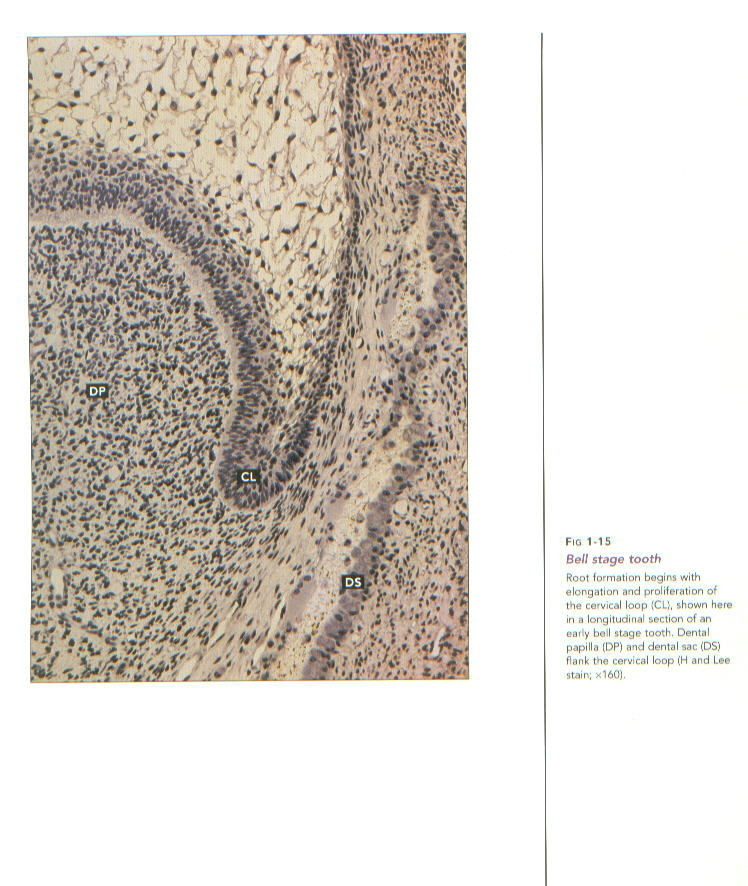 DP
CL
DS
FIG 1-15
Bell stage tooth
Root formation begins with
elongation and proliferation of
the cervical loop (CL), shown here
in a longitudinal section of an
early bell stage tooth. Dental
papilla (DP) and dental sac (DS)
flank the cervical loop (H and Lee
stain; ×160).